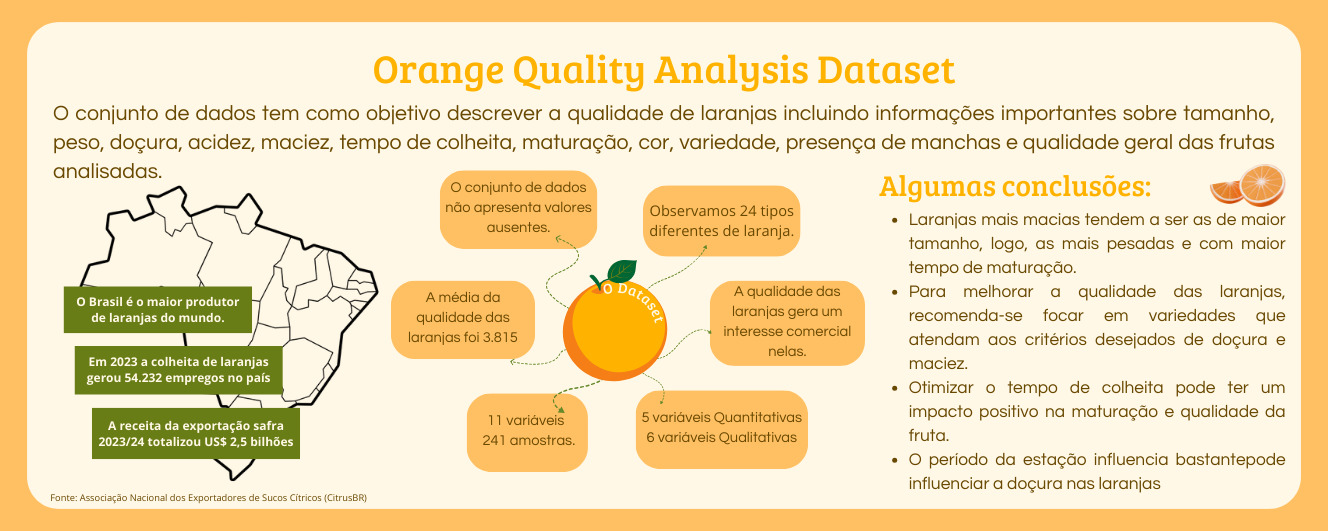 Orange Quality Analysis Dataset
O conjunto de dados tem como objetivo descrever a qualidade de laranjas incluindo informações importantes sobre tamanho,
peso, doçura, acidez, maciez, tempo de colheita, maturação, cor, variedade, presença de manchas e qualidade geral das frutas
analisadas.
O Brasil é o maior produtor
de laranjas do mundo.
Em 2023 a colheita de laranjas
gerou 54.232 empregos no país
A receita da exportação safra
2023/24 totalizou US$ 2,5 bilhões
Fonte: Associação Nacional dos Exportadores de Sucos Cítricos (CitrusBR)
O conjunto de dados
não apresenta valores
ausentes.
Observamos 24 tipos
diferentes de laranja.
A média da
qualidade das
laranjas foi 3.815
O Dataset
A qualidade das
laranjas gera um
interesse comercial
nelas.
11 variáveis
241 amostras.
5 variáveis Quantitativas
6 variáveis Qualitativas
Algumas conclusões:
• Laranjas mais macias tendem a ser as de maior
tamanho, logo, as mais pesadas e com maior
tempo de maturação.
• Para melhorar a qualidade das laranjas,
recomenda-se focar em variedades que
atendam aos critérios desejados de doçura e
maciez.
• Otimizar o tempo de colheita pode ter um
impacto positivo na maturação e qualidade da
fruta.
• O período da estação influencia bastantepode
influenciar a doçura nas laranjas